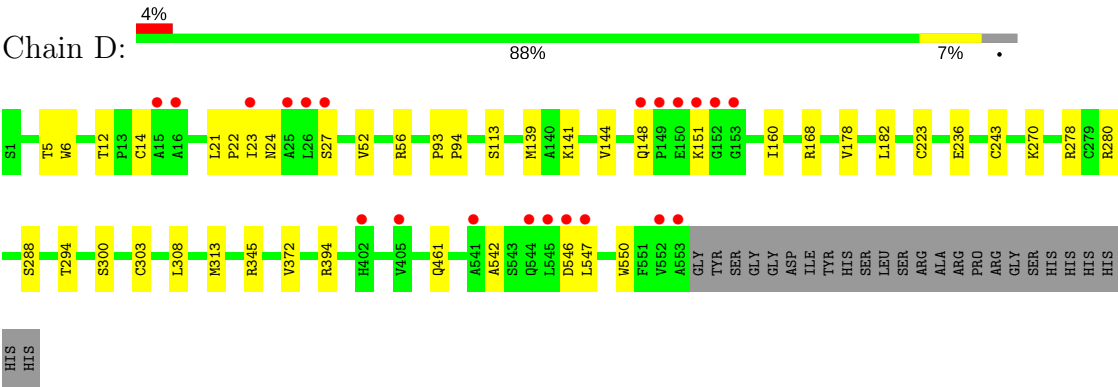 4%
Chain D:
88% 7% •
S1 T5 W6 T12 P13 C14 A15 A16 L21 P22 I23 N24 A25 L26 S27 V52 R56 P93 P94 S113 M139 A140 K141 V144 Q148 P149 E150 K151 G152 G153 I160 R168 V178 L182 C223 E236 C243 K270 R278 C279 R280
S288 T294 S300 C303 L308 M313 R345 V372 R394 H402 V405 Q461 A541 A542 S543 Q544 L545 D546 L547 W550 F551 V552 A553 GLY TYR SER GLY GLY ASP ILE TYR HIS SER LEU SER ARG ALA ARG PRO ARG GLY SER HIS HIS HIS HIS
HIS HIS